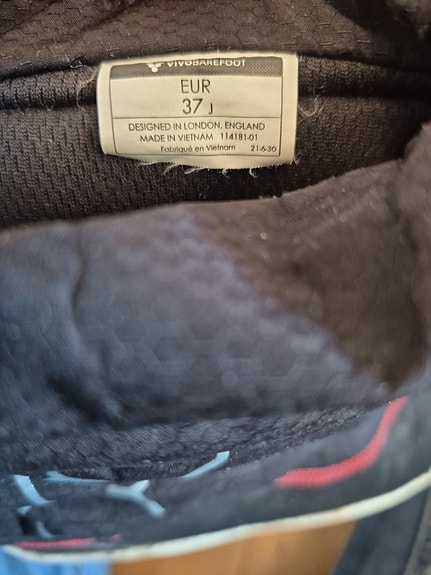 VIVOBAREFOOT
EUR
37 J
DESIGNED IN LONDON, ENGLAND
MADE IN VIETNAM 114181-01
Fabriqué en Vietnam 21-6-30